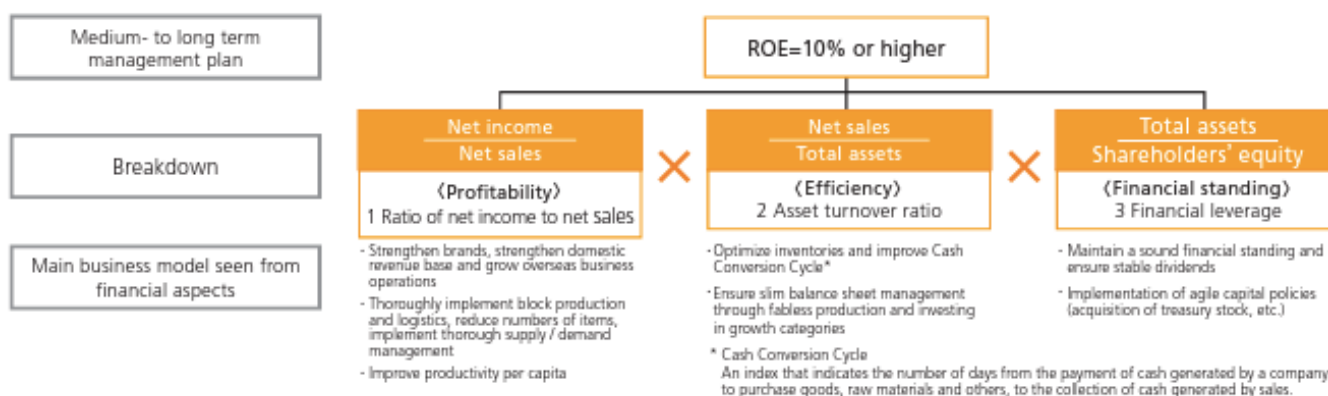 Medium- to long term
management plan
ROE=10% or higher
Breakdown
Net income
Net sales
〈Profitability〉
1 Ratio of net income to net sales
×
Net sales
Total assets
〈Efficiency〉
2 Asset turnover ratio
×
Total assets
Shareholders' equity
〈Financial standing〉
3 Financial leverage
Main business model seen from
financial aspects
- Strengthen brands, strengthen domestic
revenue base and grow overseas business
operations
- Thoroughly implement block production
and logistics, reduce numbers of items,
implement thorough supply / demand
management
- Improve productivity per capita
- Optimize inventories and improve Cash
Conversion Cycle*
- Ensure slim balance sheet management
through fabless production and investing
in growth categories
* Cash Conversion Cycle
An index that indicates the number of days from the payment of cash generated by a company
to purchase goods, raw materials and others, to the collection of cash generated by sales.
- Maintain a sound financial standing and
ensure stable dividends
- Implementation of agile capital policies
(acquisition of treasury stock, etc.)